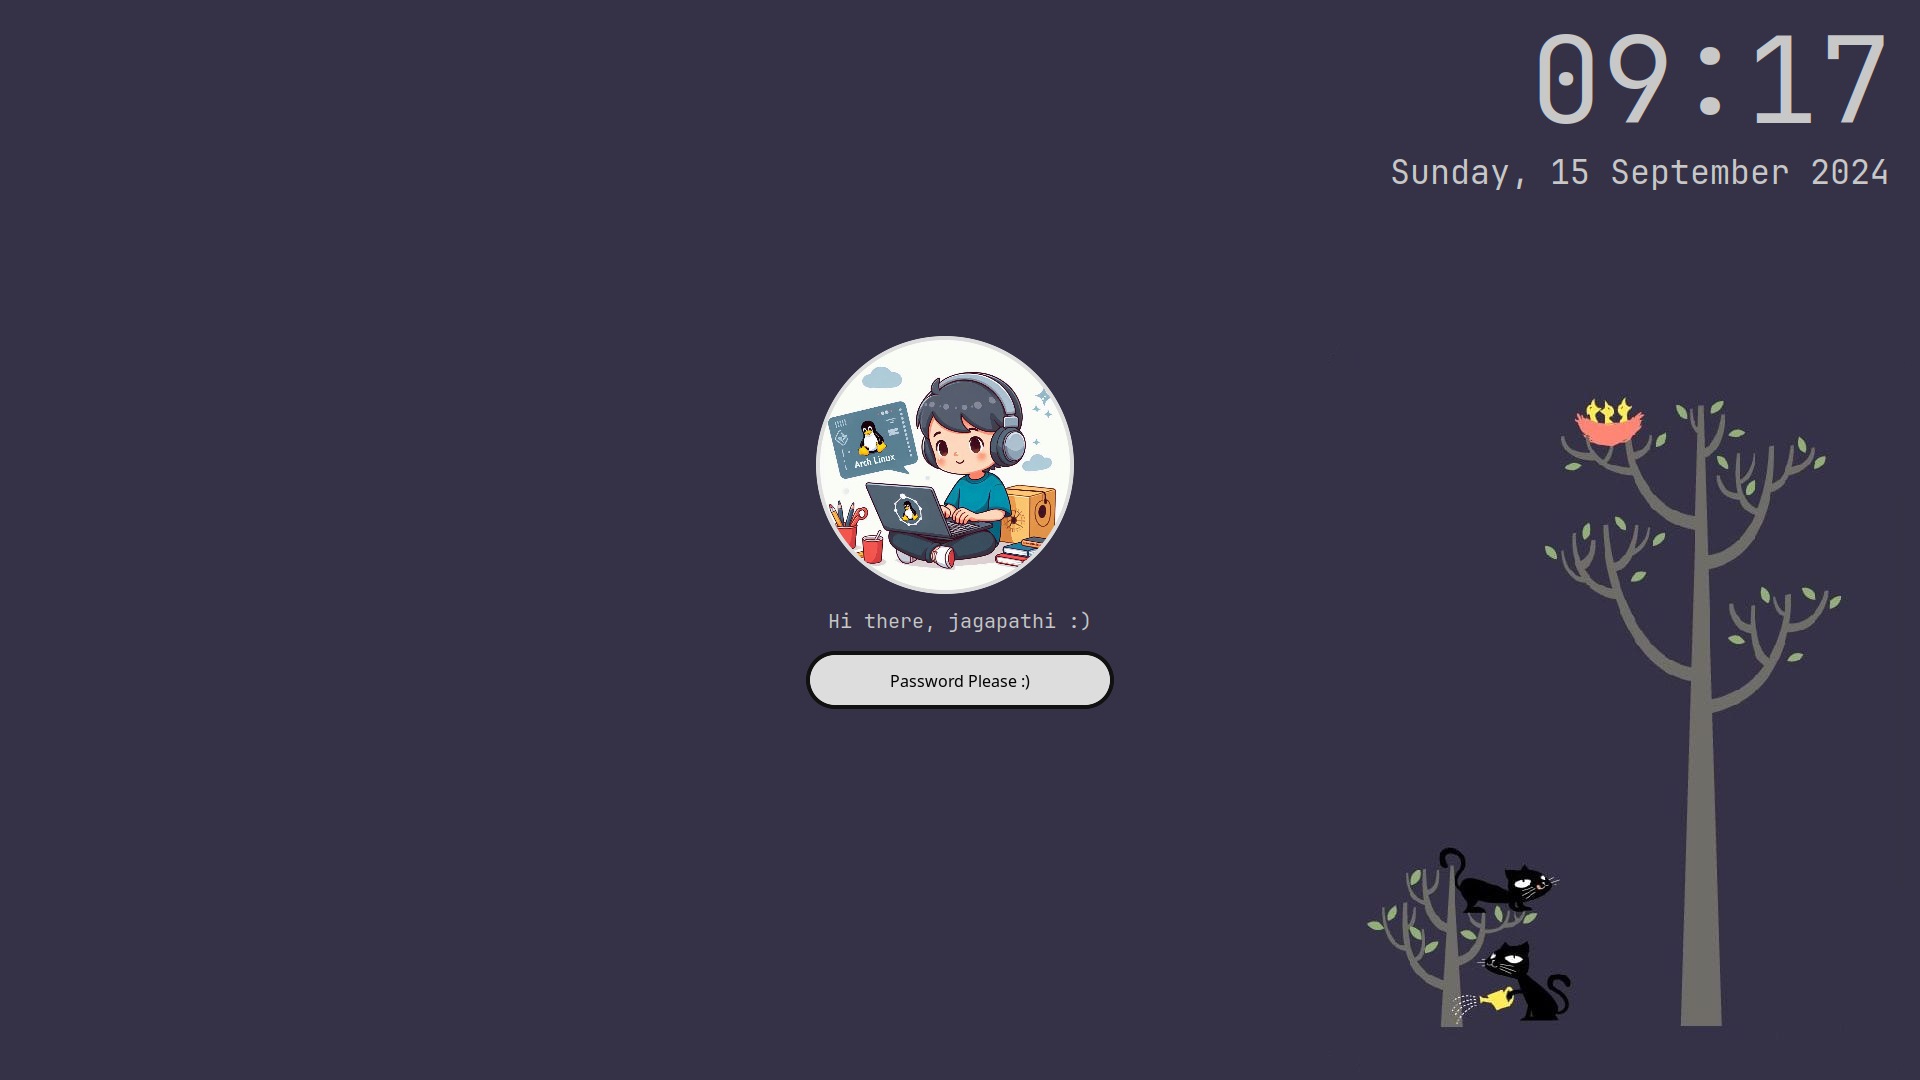 09:17
Sunday, 15 September 2024
Arch Linux
Hi there, jagapathi :)
Password Please :)